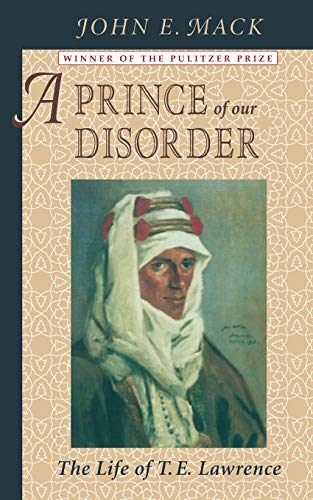 JOHN E. MACK
WINNER OF THE PULITZER PRIZE
A PRINCE of our
DISORDER
The Life of T. E. Lawrence